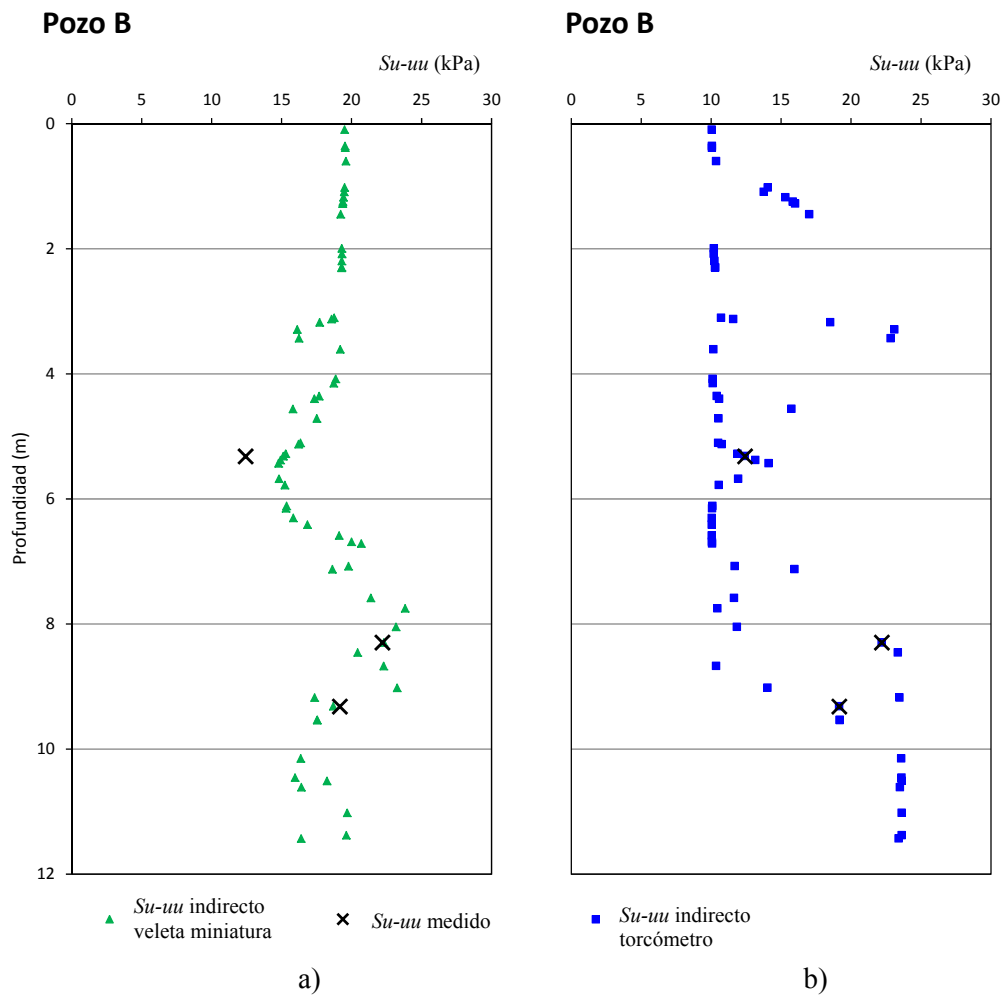 Pozo B
Su-uu (kPa)
0 5 10 15 20 25 30
0
2
4
6
8
10
12
Profundidad (m)
Su-uu indirecto
veleta miniatura
Su-uu medido
a)
Pozo B
Su-uu (kPa)
0 5 10 15 20 25 30
Su-uu indirecto
torcómetro
b)